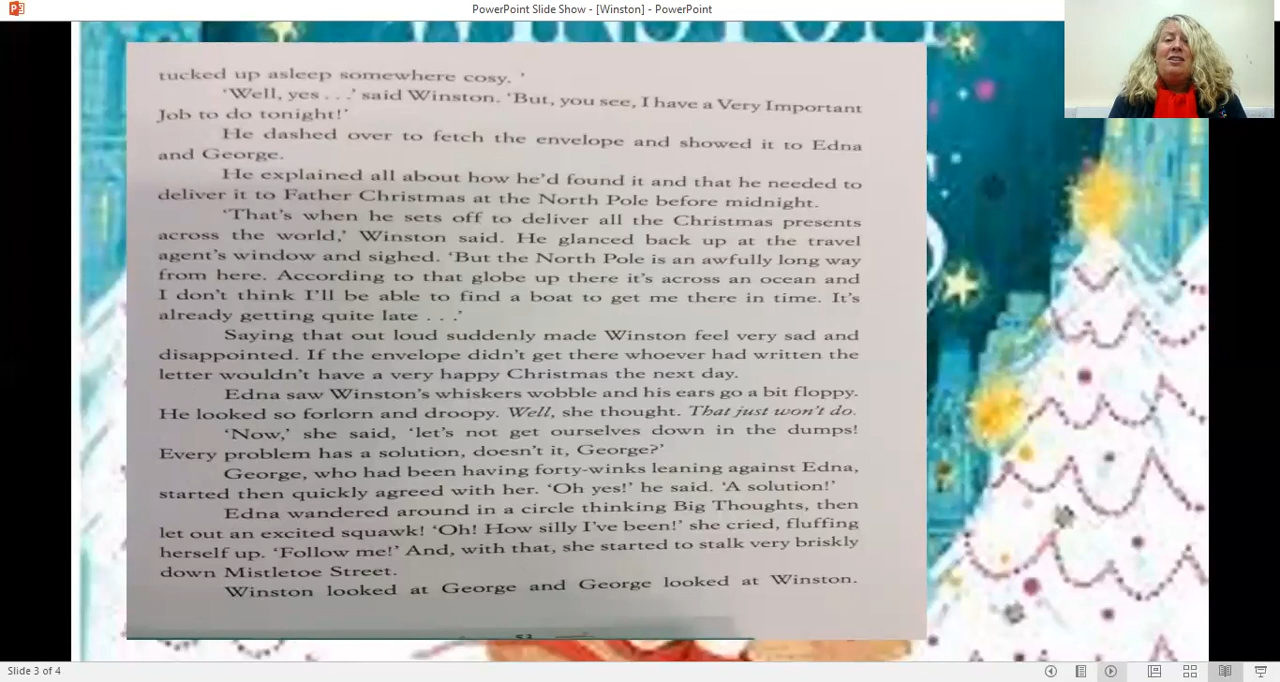 PowerPoint Slide Show - [Winston] - PowerPoint
WINSTON
tucked up asleep somewhere cosy. ’
‘Well, yes . . .’ said Winston. ‘But, you see, I have a Very Important
Job to do tonight!’
He dashed over to fetch the envelope and showed it to Edna
and George.
He explained all about how he’d found it and that he needed to
deliver it to Father Christmas at the North Pole before midnight.
‘That’s when he sets off to deliver all the Christmas presents
across the world,’ Winston said. He glanced back up at the travel
agent’s window and sighed. ‘But the North Pole is an awfully long way
from here. According to that globe up there it’s across an ocean and
I don’t think I’ll be able to find a boat to get me there in time. It’s
already getting quite late . . .’
Saying that out loud suddenly made Winston feel very sad and
disappointed. If the envelope didn’t get there whoever had written the
letter wouldn’t have a very happy Christmas the next day.
Edna saw Winston’s whiskers wobble and his ears go a bit floppy.
He looked so forlorn and droopy. Well, she thought. That just won’t do.
‘Now,’ she said, ‘let’s not get ourselves down in the dumps!
Every problem has a solution, doesn’t it, George?’
George, who had been having forty-winks leaning against Edna,
started then quickly agreed with her. ‘Oh yes!’ he said. ‘A solution!’
Edna wandered around in a circle thinking Big Thoughts, then
let out an excited squawk! ‘Oh! How silly I’ve been!’ she cried, fluffing
herself up. ‘Follow me!’ And, with that, she started to stalk very briskly
down Mistletoe Street.
Winston looked at George and George looked at Winston.
Slide 3 of 4